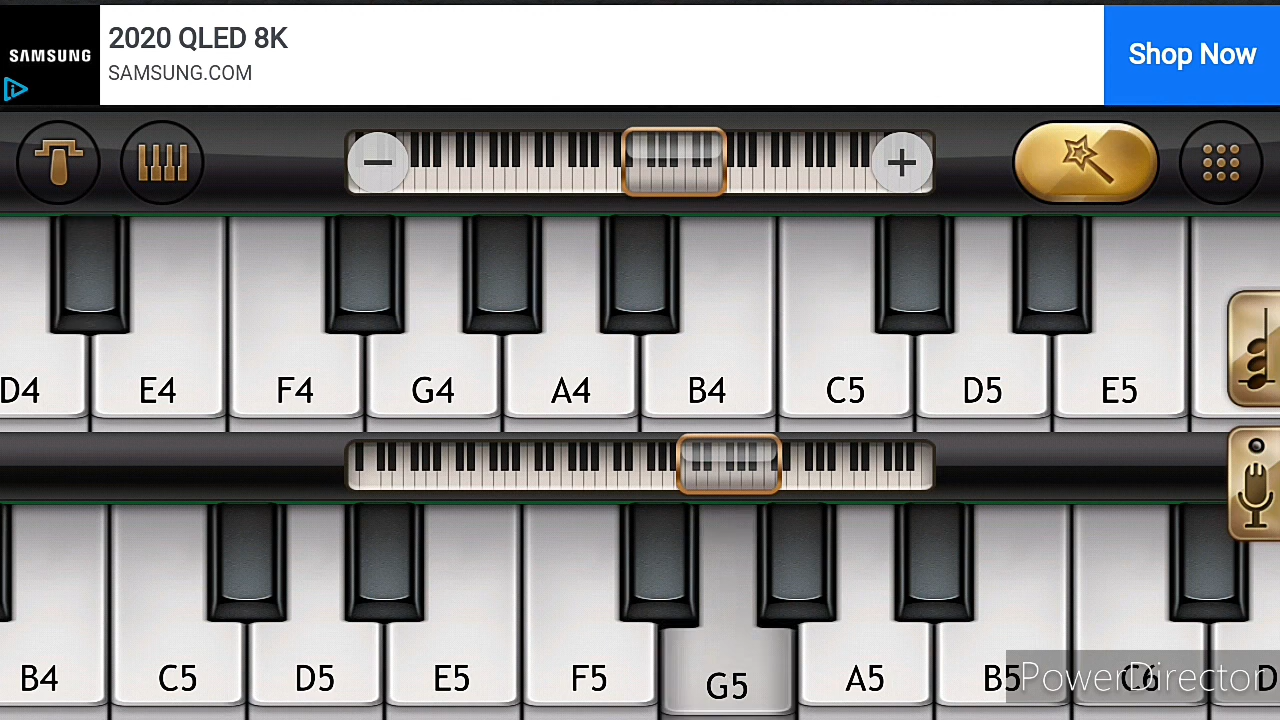 SAMSUNG
2020 QLED 8K
SAMSUNG.COM
Shop Now
D4 E4 F4 G4 A4 B4 C5 D5 E5
B4 C5 D5 E5 F5 G5 A5 B5 C6 D
PowerDirector